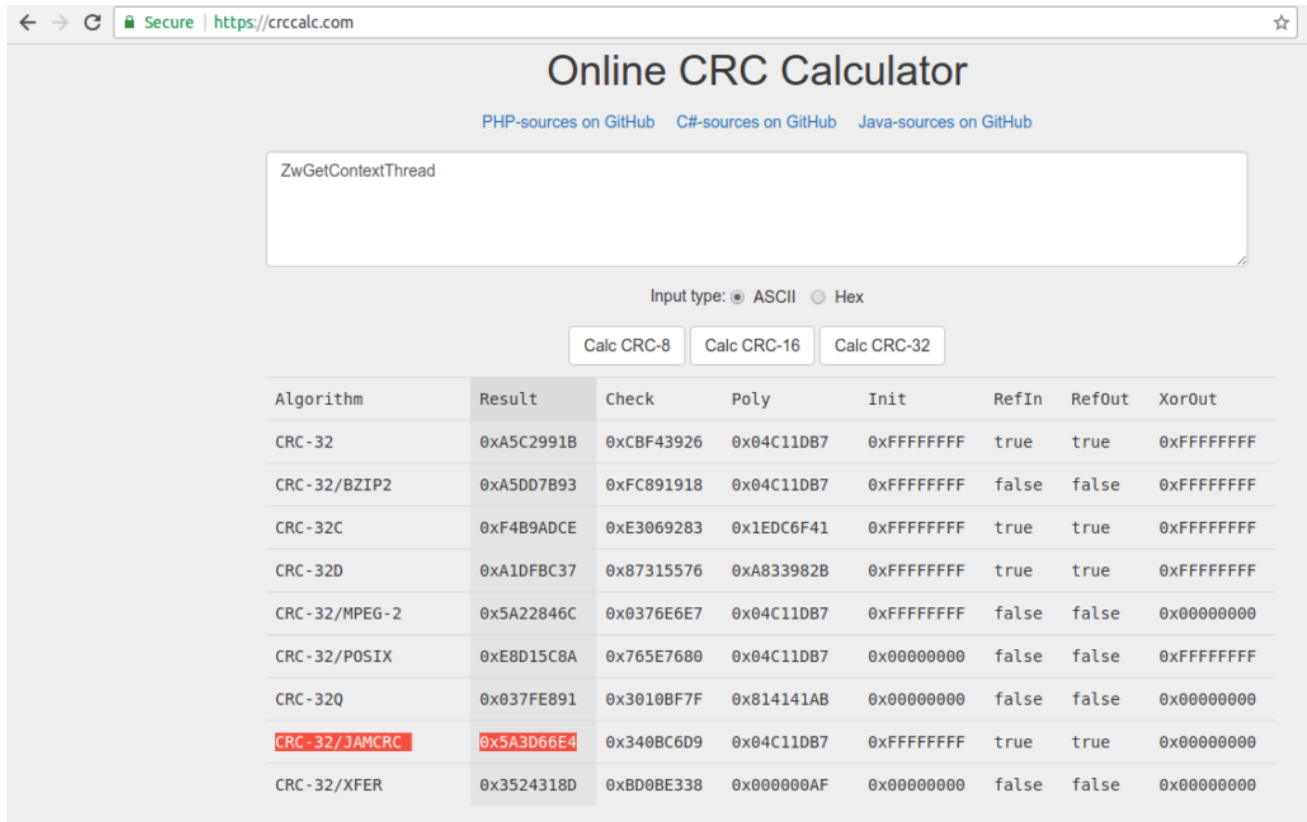 Secure https://crccalc.com
Online CRC Calculator
PHP-sources on GitHub C#-sources on GitHub Java-sources on GitHub
ZwGetContextThread
Input type: ASCII Hex
Calc CRC-8 Calc CRC-16 Calc CRC-32
Algorithm Result Check Poly Init RefIn RefOut XorOut
CRC-32 0xA5C2991B 0xCBF43926 0x04C11DB7 0xFFFFFFFF true true 0xFFFFFFFF
CRC-32/BZIP2 0xA5DD7B93 0xFC891918 0x04C11DB7 0xFFFFFFFF false false 0xFFFFFFFF
CRC-32C 0xF4B9ADCE 0xE3069283 0x1EDC6F41 0xFFFFFFFF true true 0xFFFFFFFF
CRC-32D 0xA1DFBC37 0x87315576 0xA833982B 0xFFFFFFFF true true 0xFFFFFFFF
CRC-32/MPEG-2 0x5A22846C 0x0376E6E7 0x04C11DB7 0xFFFFFFFF false false 0x00000000
CRC-32/POSIX 0xE8D15C8A 0x765E7680 0x04C11DB7 0x00000000 false false 0xFFFFFFFF
CRC-32Q 0x037FE891 0x3010BF7F 0x814141AB 0x00000000 false false 0x00000000
CRC-32/JAMCRC 0x5A3D66E4 0x340BC6D9 0x04C11DB7 0xFFFFFFFF true true 0x00000000
CRC-32/XFER 0x3524318D 0xBD0BE338 0x000000AF 0x00000000 false false 0x00000000